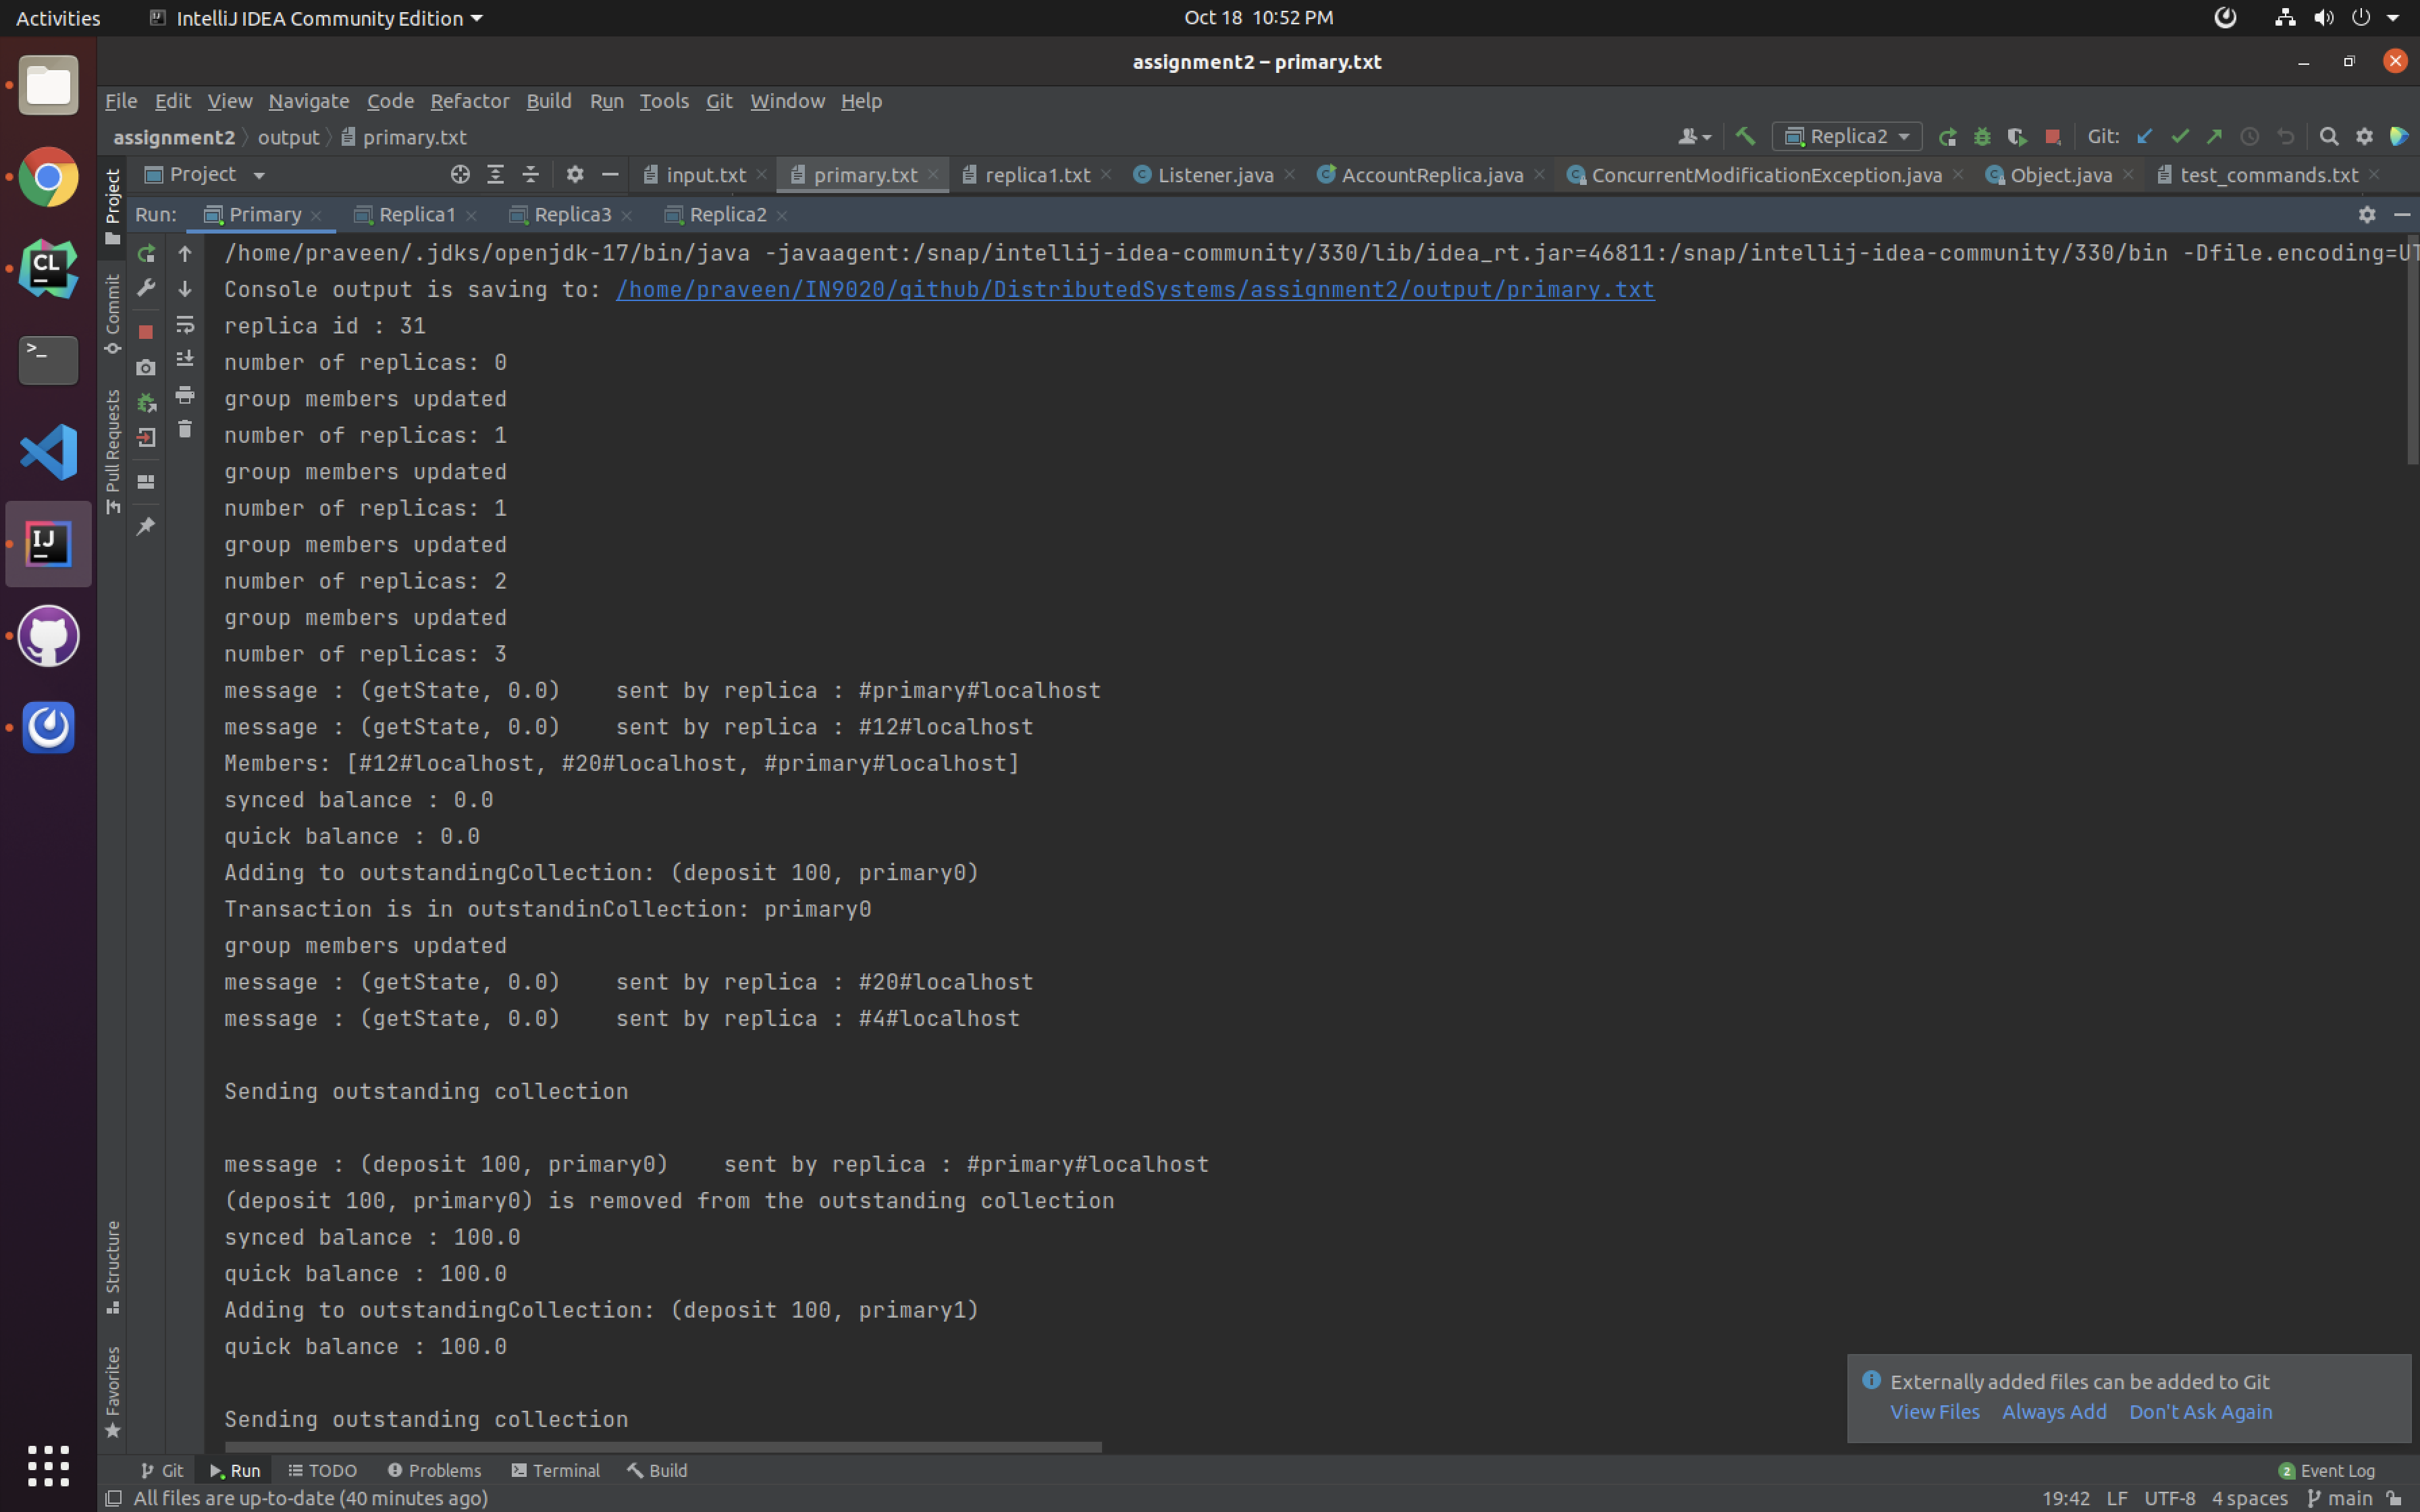 Activities IntelliJ IDEA Community Edition Oct 18 10:52 PM
assignment2 – primary.txt
File Edit View Navigate Code Refactor Build Run Tools Git Window Help
assignment2 output primary.txt Replica2 Git:
Project input.txt primary.txt replica1.txt Listener.java AccountReplica.java ConcurrentModificationException.java Object.java test_commands.txt
Run: Primary Replica1 Replica3 Replica2
Project
Commit
Pull Requests
Structure
Favorites
/home/praveen/.jdks/openjdk-17/bin/java -javaagent:/snap/intellij-idea-community/330/lib/idea_rt.jar=46811:/snap/intellij-idea-community/330/bin -Dfile.encoding=UT
Console output is saving to: /home/praveen/IN9020/github/DistributedSystems/assignment2/output/primary.txt
replica id : 31
number of replicas: 0
group members updated
number of replicas: 1
group members updated
number of replicas: 1
group members updated
number of replicas: 2
group members updated
number of replicas: 3
message : (getState, 0.0)    sent by replica : #primary#localhost
message : (getState, 0.0)    sent by replica : #12#localhost
Members: [#12#localhost, #20#localhost, #primary#localhost]
synced balance : 0.0
quick balance : 0.0
Adding to outstandingCollection: (deposit 100, primary0)
Transaction is in outstandinCollection: primary0
group members updated
message : (getState, 0.0)    sent by replica : #20#localhost
message : (getState, 0.0)    sent by replica : #4#localhost
Sending outstanding collection
message : (deposit 100, primary0)    sent by replica : #primary#localhost
(deposit 100, primary0) is removed from the outstanding collection
synced balance : 100.0
quick balance : 100.0
Adding to outstandingCollection: (deposit 100, primary1)
quick balance : 100.0
Sending outstanding collection
Externally added files can be added to Git
View Files Always Add Don't Ask Again
Git Run TODO Problems Terminal Build 2 Event Log
All files are up-to-date (40 minutes ago) 19:42 LF UTF-8 4 spaces main